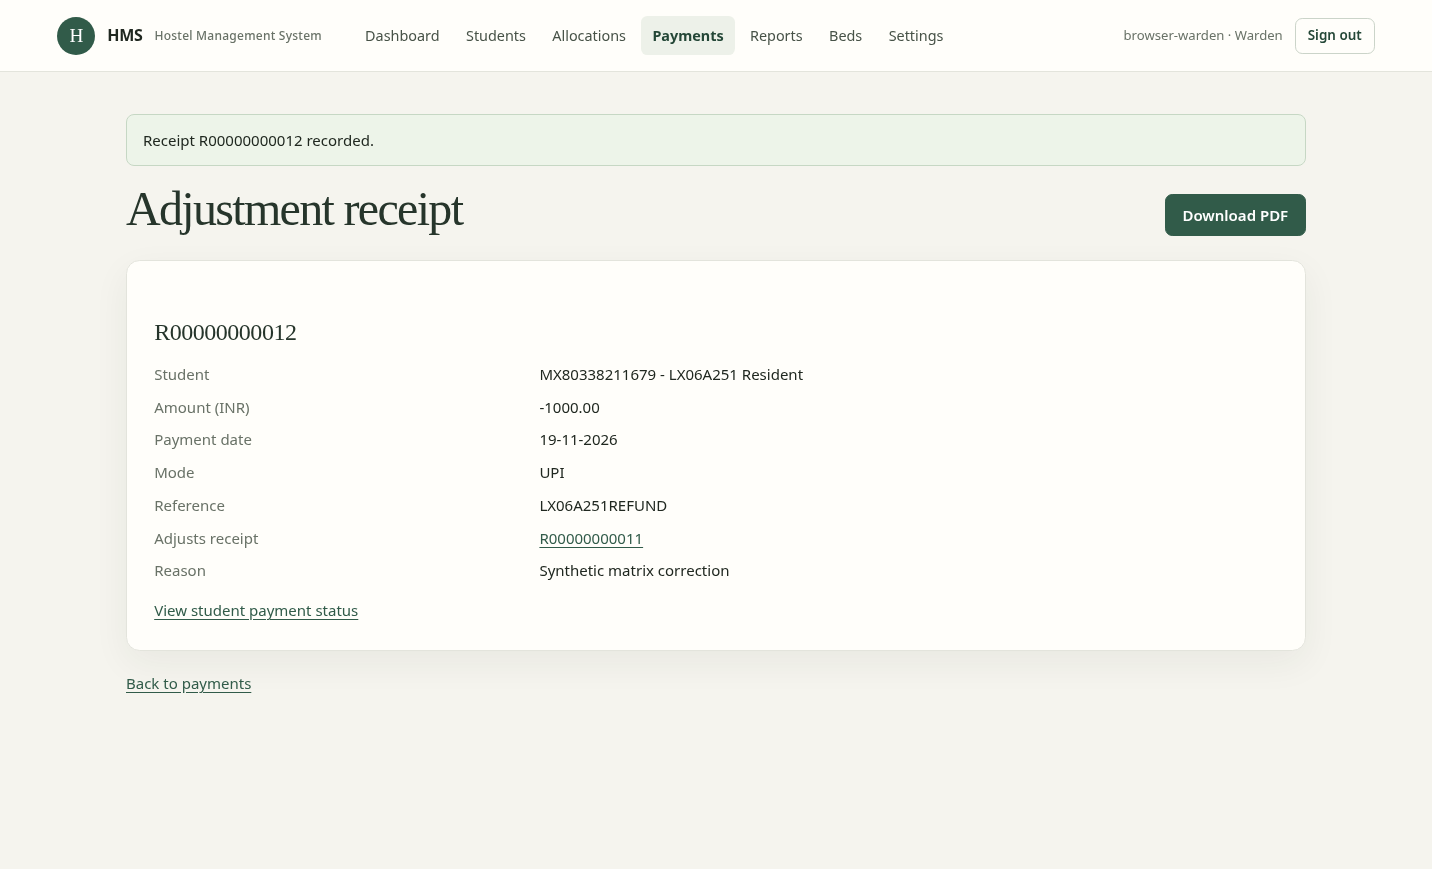 H HMS Hostel Management System Dashboard Students Allocations Payments Reports Beds Settings browser-warden · Warden Sign out
Receipt R00000000012 recorded.
Adjustment receipt Download PDF
R00000000012
Student MX80338211679 - LX06A251 Resident
Amount (INR) -1000.00
Payment date 19-11-2026
Mode UPI
Reference LX06A251REFUND
Adjusts receipt R00000000011
Reason Synthetic matrix correction
View student payment status
Back to payments